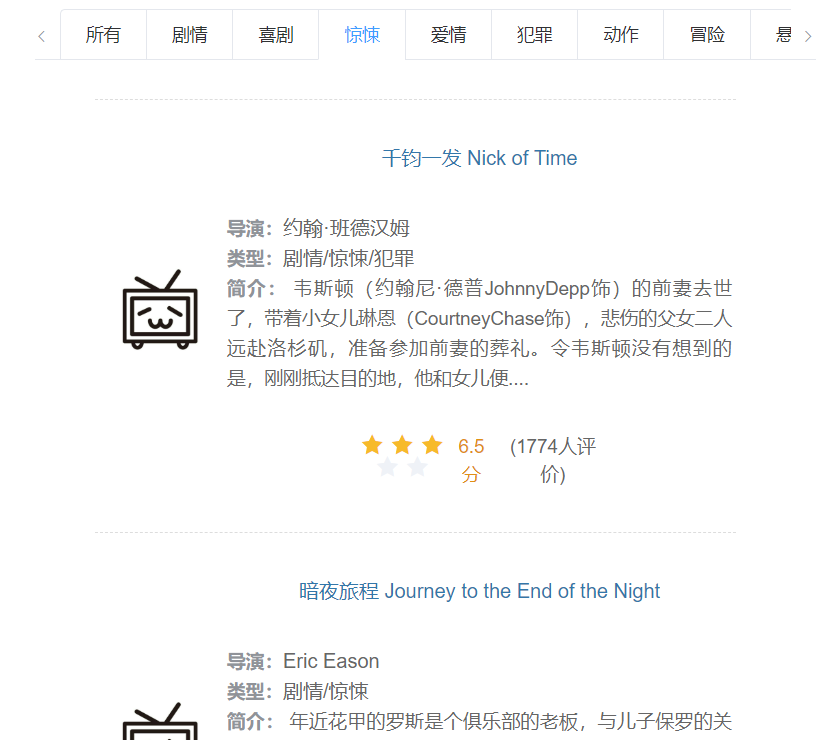 所有 剧情 喜剧 惊悚 爱情 犯罪 动作 冒险 悬
千钧一发 Nick of Time
导演：约翰·班德汉姆
类型：剧情/惊悚/犯罪
简介： 韦斯顿（约翰尼·德普JohnnyDepp饰）的前妻去世
了，带着小女儿琳恩（CourtneyChase饰），悲伤的父女二人
远赴洛杉矶，准备参加前妻的葬礼。令韦斯顿没有想到的
是，刚刚抵达目的地，他和女儿便....
6.5 (1774人评
分 价)
暗夜旅程 Journey to the End of the Night
导演：Eric Eason
类型：剧情/惊悚
简介： 年近花甲的罗斯是个俱乐部的老板，与儿子保罗的关